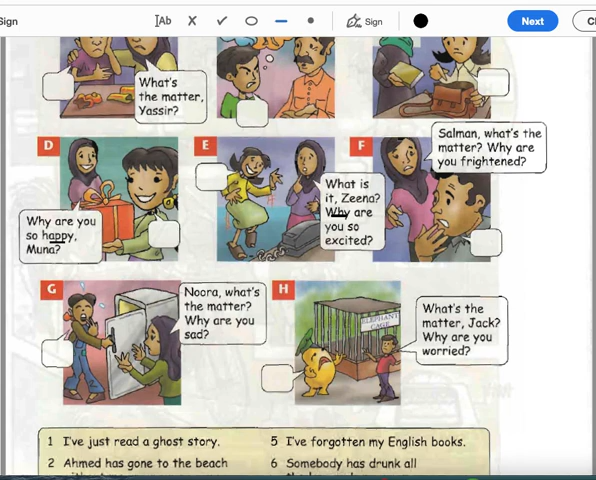 Sign
Ab
Sign
Next
What's
the matter,
Yassir?
D
Why are you
so happy,
Muna?
E
What is
it, Zeena?
Why are
you so
excited?
F
Salman, what's the
matter? Why are
you frightened?
G
Noora, what's
the matter?
Why are you
sad?
H
ELEPHANT
CAGE
What's the
matter, Jack?
Why are you
worried?
1 I've just read a ghost story.
2 Ahmed has gone to the beach
5 I've forgotten my English books.
6 Somebody has drunk all